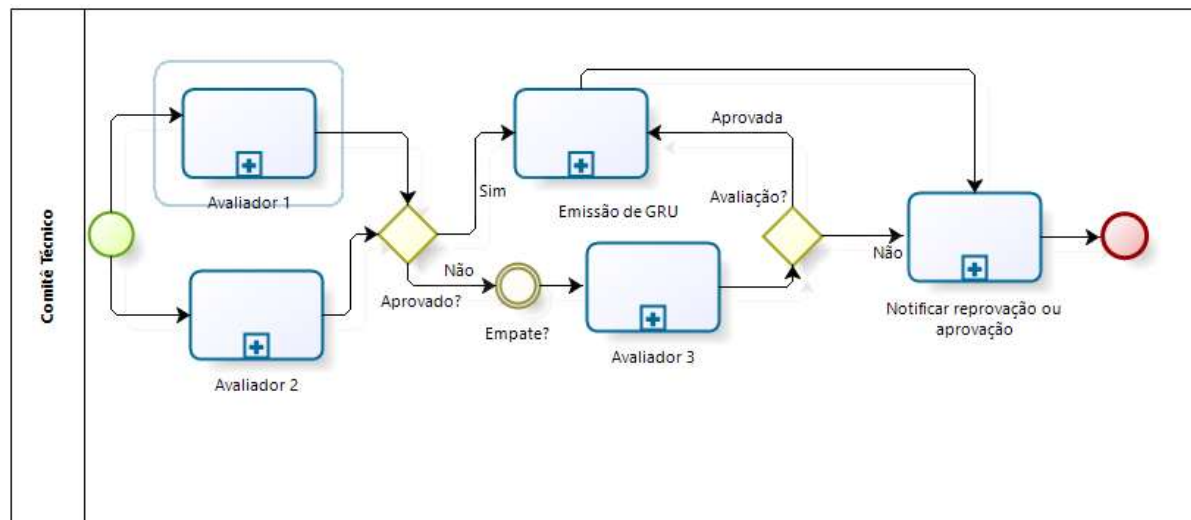 Comitê Técnico
Avaliador 1
Avaliador 2
Aprovado?
Sim
Não
Empate?
Emissão de GRU
Avaliador 3
Aprovada
Avaliação?
Não
Notificar reprovação ou
aprovação